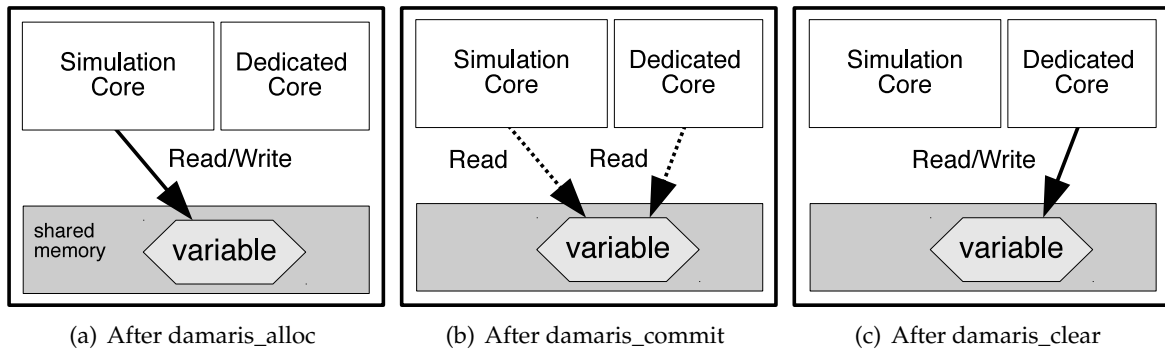 Simulation
Core
Dedicated
Core
Read/Write
shared
memory
variable
(a) After damaris_alloc
Simulation
Core
Dedicated
Core
Read
Read
variable
(b) After damaris_commit
Simulation
Core
Dedicated
Core
Read/Write
variable
(c) After damaris_clear